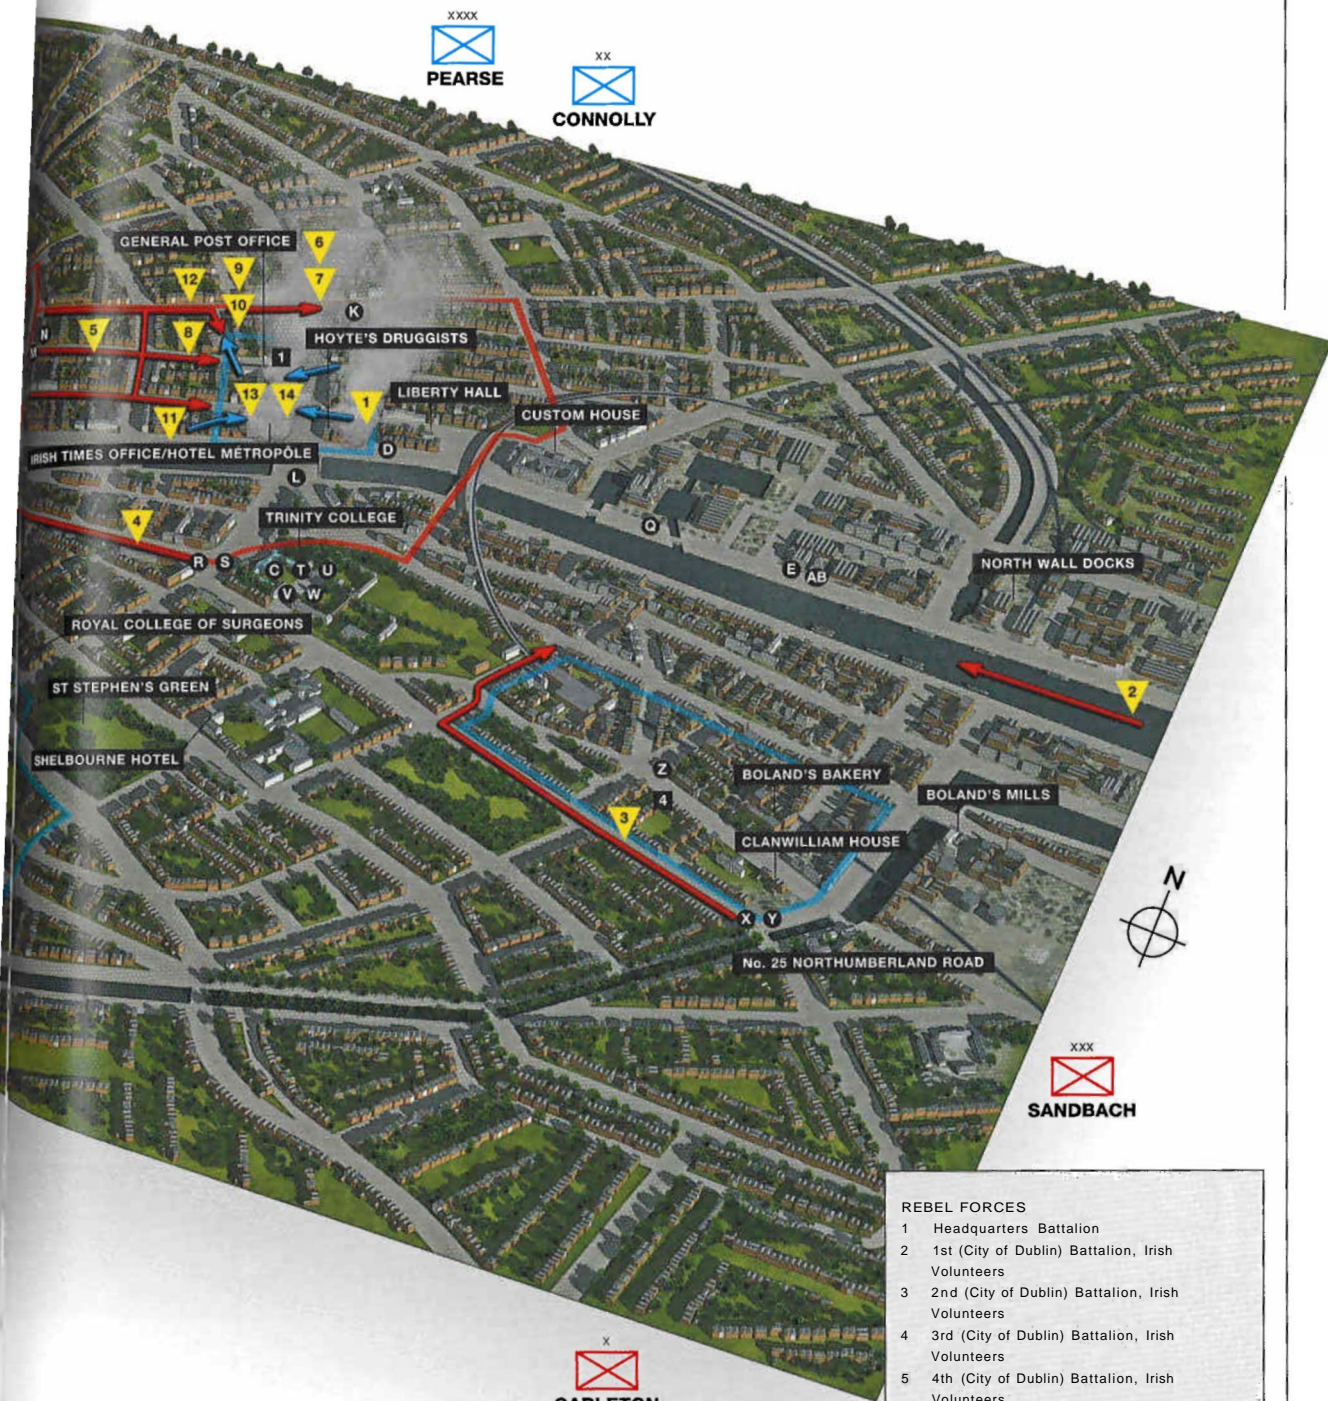 xxxx
PEARSE
xx
CONNOLLY
GENERAL POST OFFICE
6
12
9
7
10
K
N
5
8
HOYTE'S DRUGGISTS
M
1
13
14
1
LIBERTY HALL
11
CUSTOM HOUSE
IRISH TIMES OFFICE/HOTEL MÉTROPÔLE
D
L
4
TRINITY COLLEGE
Q
R
S
C
T
U
E
AB
NORTH WALL DOCKS
V
W
ROYAL COLLEGE OF SURGEONS
ST STEPHEN'S GREEN
2
SHELBOURNE HOTEL
Z
BOLAND'S BAKERY
4
BOLAND'S MILLS
3
CLANWILLIAM HOUSE
N
X
Y
No. 25 NORTHUMBERLAND ROAD
xxx
SANDBACH
x
REBEL FORCES
1 Headquarters Battalion
2 1st (City of Dublin) Battalion, Irish
Volunteers
3 2nd (City of Dublin) Battalion, Irish
Volunteers
4 3rd (City of Dublin) Battalion, Irish
Volunteers
5 4th (City of Dublin) Battalion, Irish
Volunteers